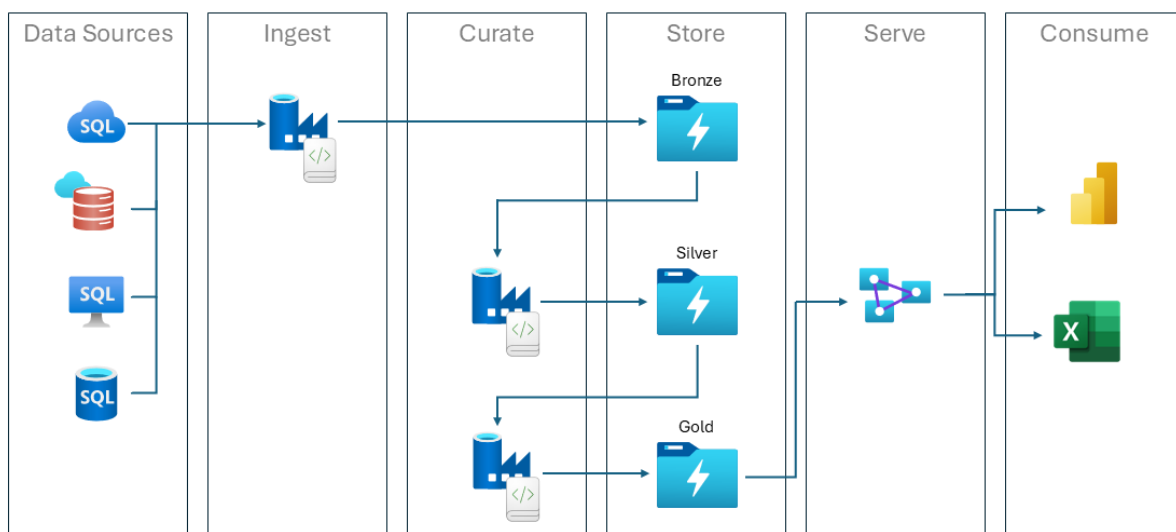 Data Sources
Ingest
Curate
Store
Serve
Consume
Bronze
SQL
</>
Silver
SQL
</>
X
SQL
Gold
</>